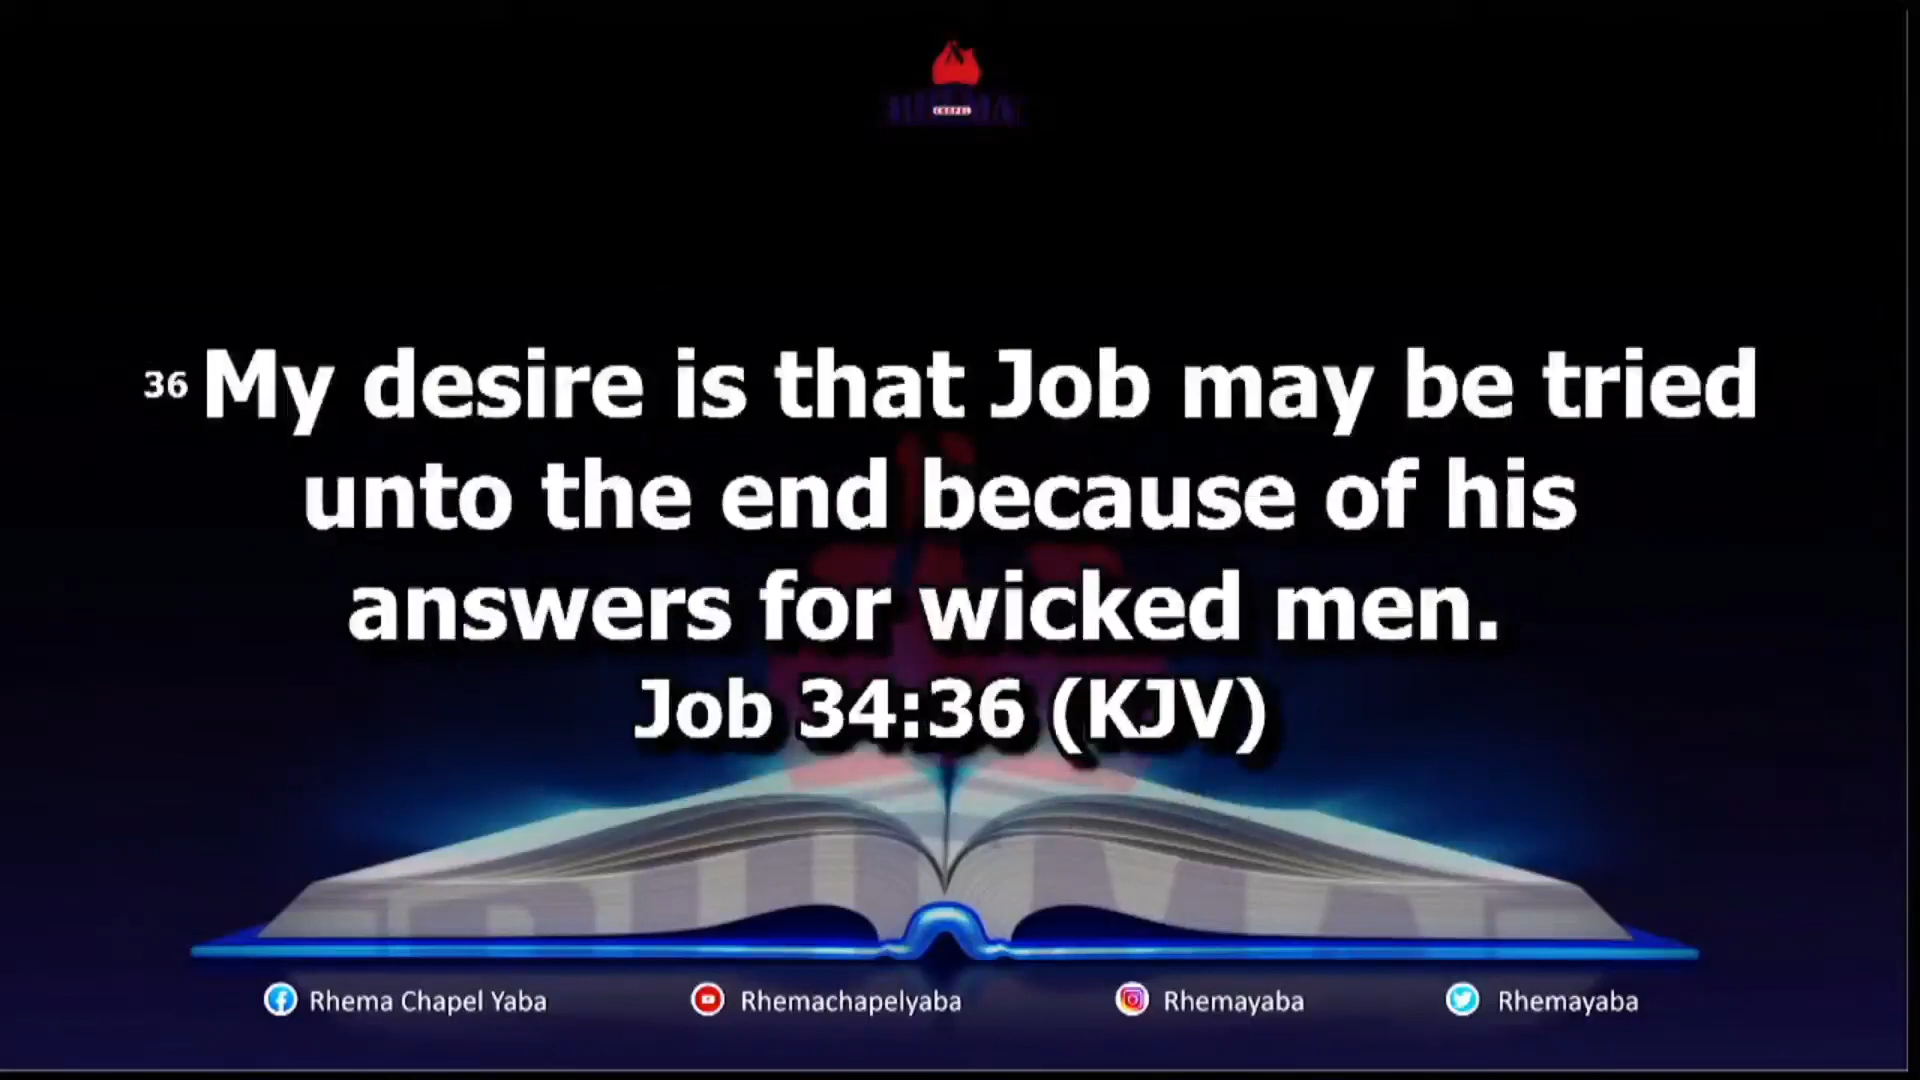 CHAPEL
36 My desire is that Job may be tried
unto the end because of his
answers for wicked men.
Job 34:36 (KJV)
Rhema Chapel Yaba
Rhemachapelyaba
Rhemayaba
Rhemayaba